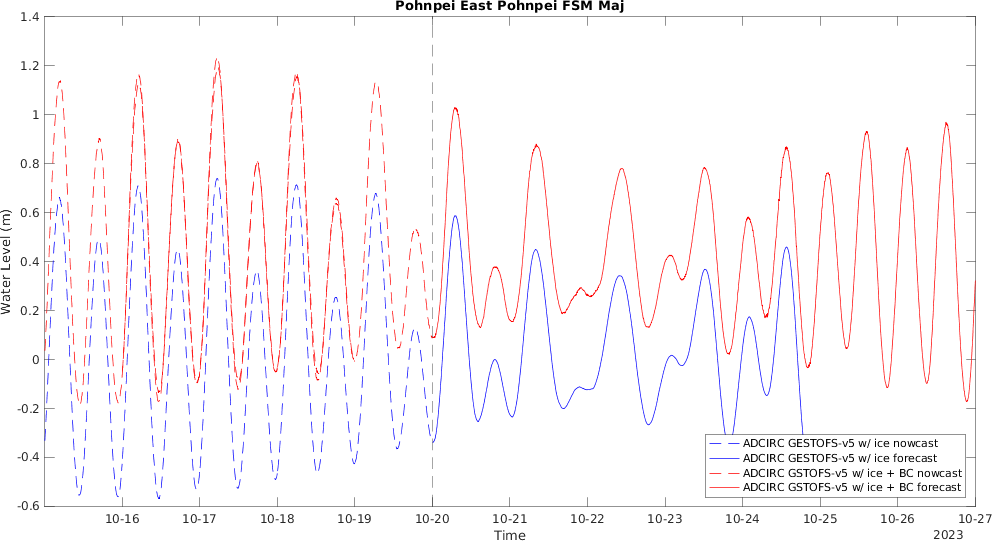 Pohnpei East Pohnpei FSM Maj
1.4
1.2
1
0.8
0.6
0.4
0.2
0
-0.2
-0.4
-0.6
Water Level (m)
ADCIRC GESTOFS-v5 w/ ice nowcast
ADCIRC GESTOFS-v5 w/ ice forecast
ADCIRC GSTOFS-v5 w/ ice + BC nowcast
ADCIRC GSTOFS-v5 w/ ice + BC forecast
10-16 10-17 10-18 10-19 10-20 10-21 10-22 10-23 10-24 10-25 10-26 10-27
Time
2023